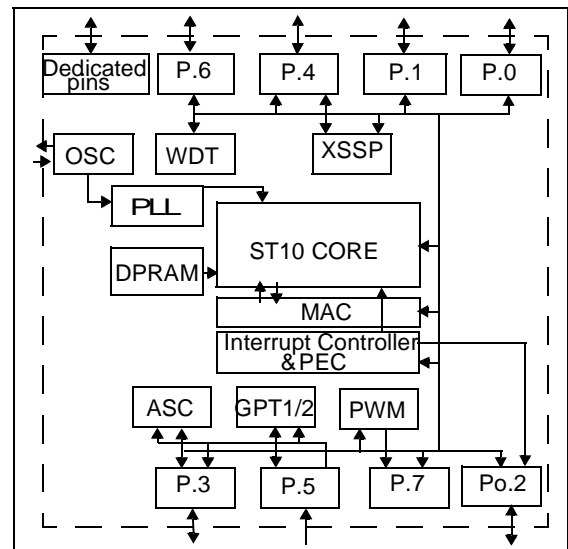 Dedicated
pins
P.6
P.4
P.1
P.0
OSC
WDT
XSSP
PLL
ST10 CORE
DPRAM
MAC
Interrupt Controller
&PEC
ASC
GPT1/2
PWM
P.3
P.5
P.7
Po.2